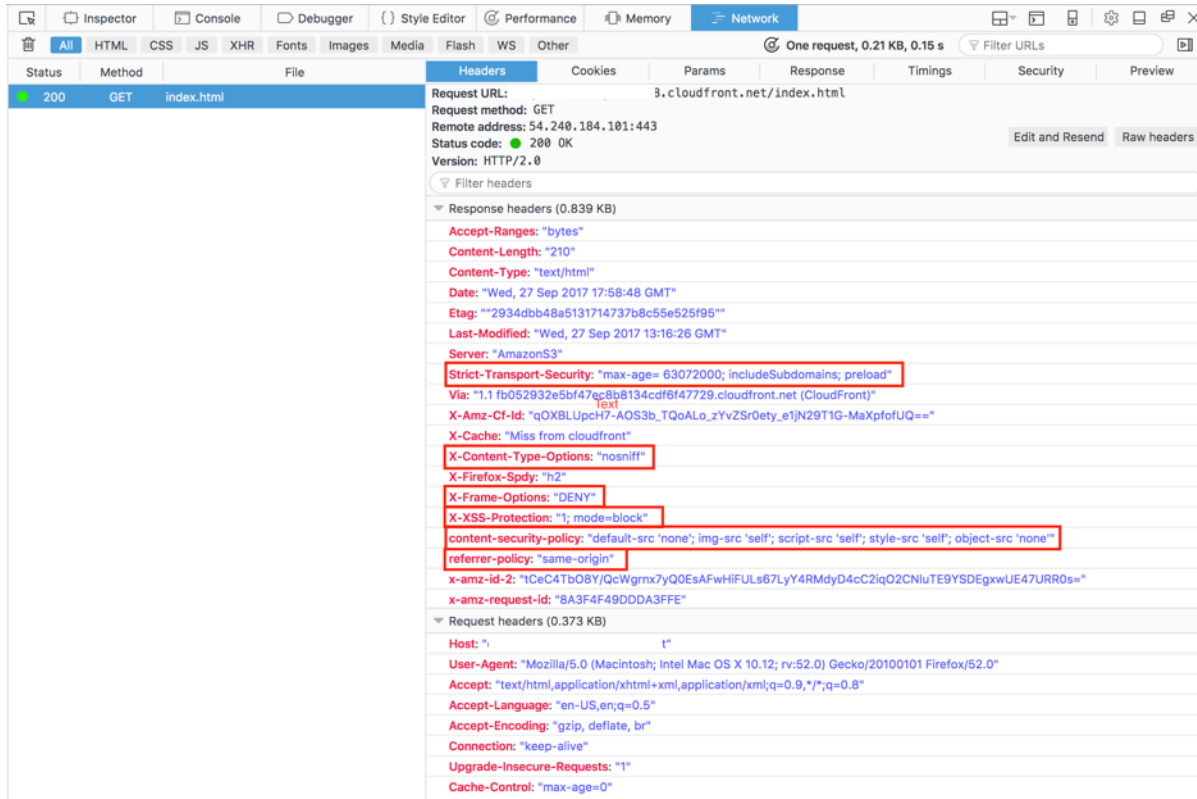 Inspector Console Debugger { } Style Editor Performance Memory Network
All HTML CSS JS XHR Fonts Images Media Flash WS Other One request, 0.21 KB, 0.15 s Filter URLs
Status Method File Headers Cookies Params Response Timings Security Preview
200 GET index.html
Request URL: 3.cloudfront.net/index.html
Request method: GET
Remote address: 54.240.184.101:443
Status code: 200 OK
Edit and Resend Raw headers
Version: HTTP/2.0
Filter headers
Response headers (0.839 KB)
Accept-Ranges: "bytes"
Content-Length: "210"
Content-Type: "text/html"
Date: "Wed, 27 Sep 2017 17:58:48 GMT"
Etag: ""2934dbb48a5131714737b8c55e525f95""
Last-Modified: "Wed, 27 Sep 2017 13:16:26 GMT"
Server: "AmazonS3"
Strict-Transport-Security: "max-age= 63072000; includeSubdomains; preload"
Via: "1.1 fb052932e5bf47ec8b8134cdf6f47729.cloudfront.net (CloudFront)"
Text
X-Amz-Cf-Id: "qOXBLUpcH7-AOS3b_TQoALo_zYvZSr0ety_e1jN29T1G-MaXpfofUQ=="
X-Cache: "Miss from cloudfront"
X-Content-Type-Options: "nosniff"
X-Firefox-Spdy: "h2"
X-Frame-Options: "DENY"
X-XSS-Protection: "1; mode=block"
content-security-policy: "default-src 'none'; img-src 'self'; script-src 'self'; style-src 'self'; object-src 'none'"
referrer-policy: "same-origin"
x-amz-id-2: "tCeC4TbO8Y/QcWgrnx7yQ0EsAFwHiFULs67LyY4RMdyD4cC2iqO2CNluTE9YSDEgxwUE47URR0s="
x-amz-request-id: "8A3F4F49DDDA3FFE"
Request headers (0.373 KB)
Host: " t"
User-Agent: "Mozilla/5.0 (Macintosh; Intel Mac OS X 10.12; rv:52.0) Gecko/20100101 Firefox/52.0"
Accept: "text/html,application/xhtml+xml,application/xml;q=0.9,*/*;q=0.8"
Accept-Language: "en-US,en;q=0.5"
Accept-Encoding: "gzip, deflate, br"
Connection: "keep-alive"
Upgrade-Insecure-Requests: "1"
Cache-Control: "max-age=0"